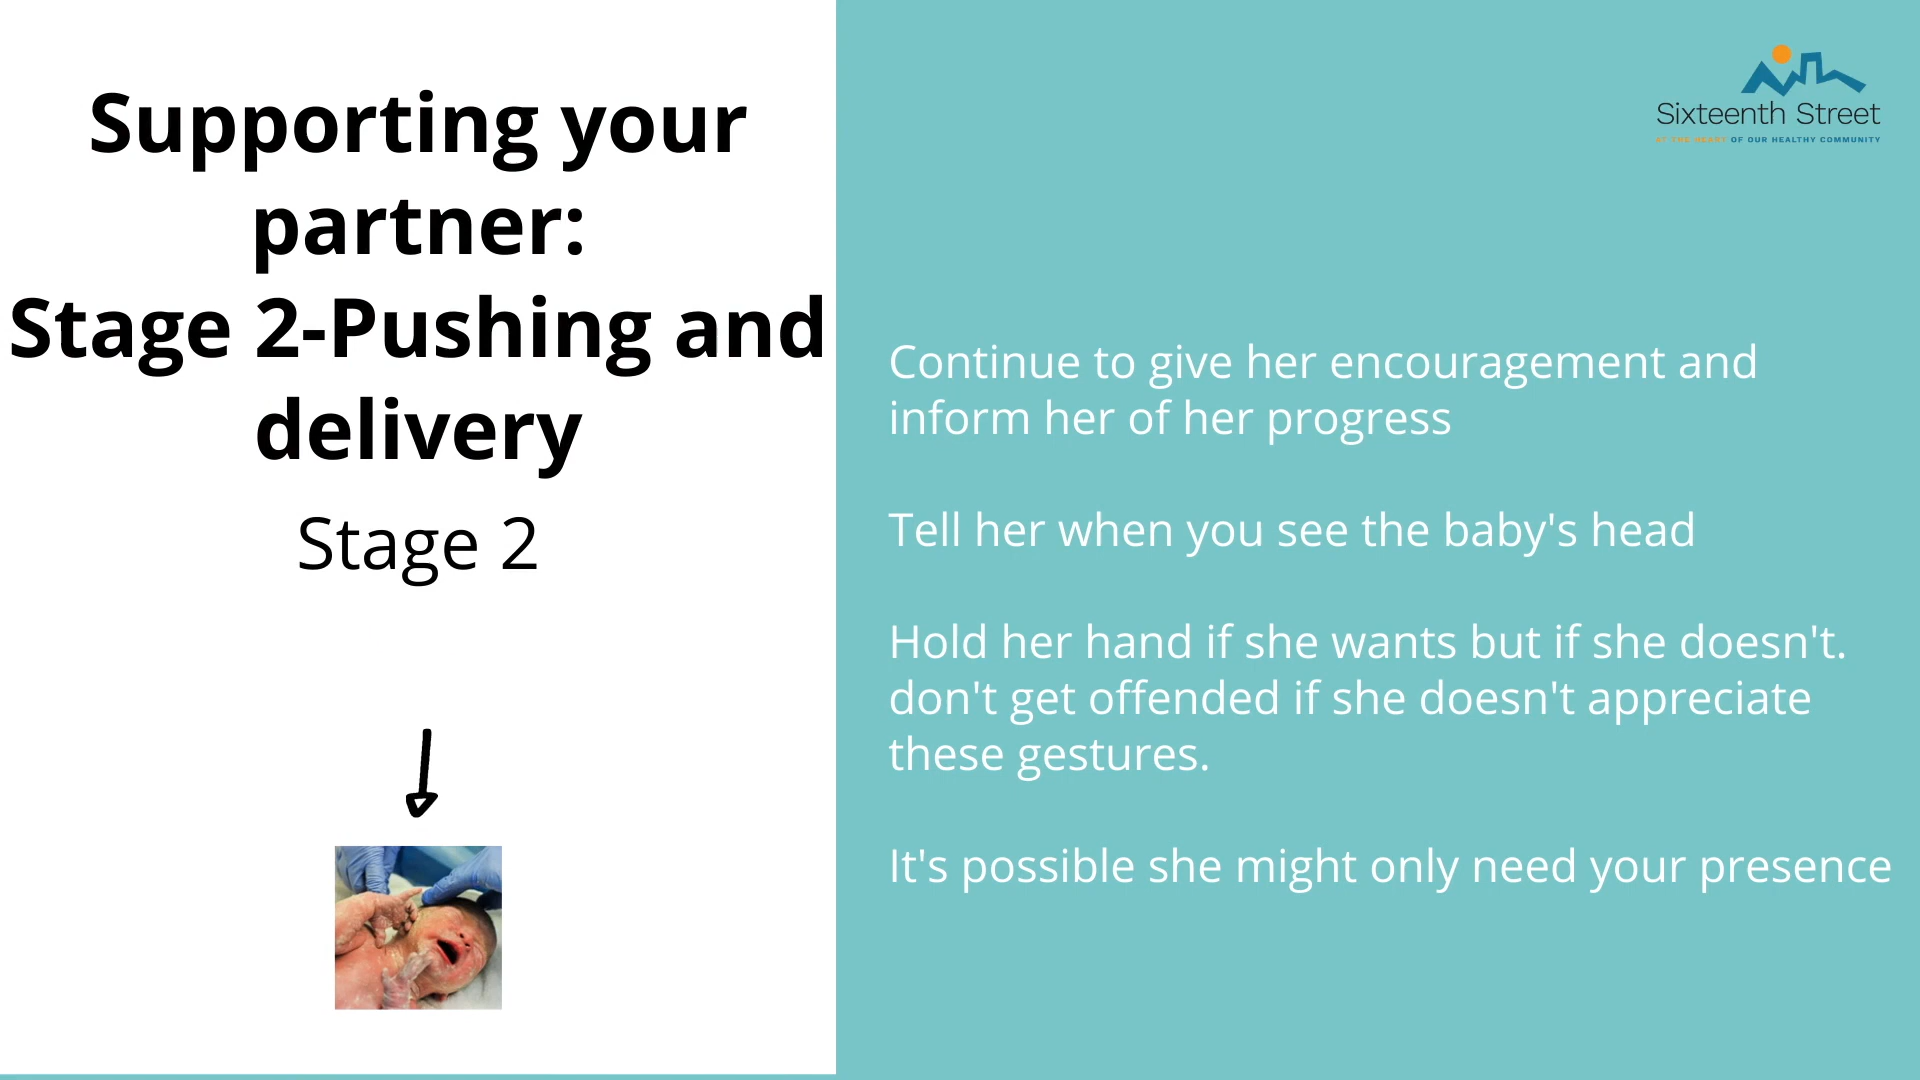 Supporting your
partner:
Stage 2-Pushing and
delivery
Stage 2
Sixteenth Street
AT THE HEART OF OUR HEALTHY COMMUNITY
Continue to give her encouragement and
inform her of her progress
Tell her when you see the baby's head
Hold her hand if she wants but if she doesn't.
don't get offended if she doesn't appreciate
these gestures.
It's possible she might only need your presence